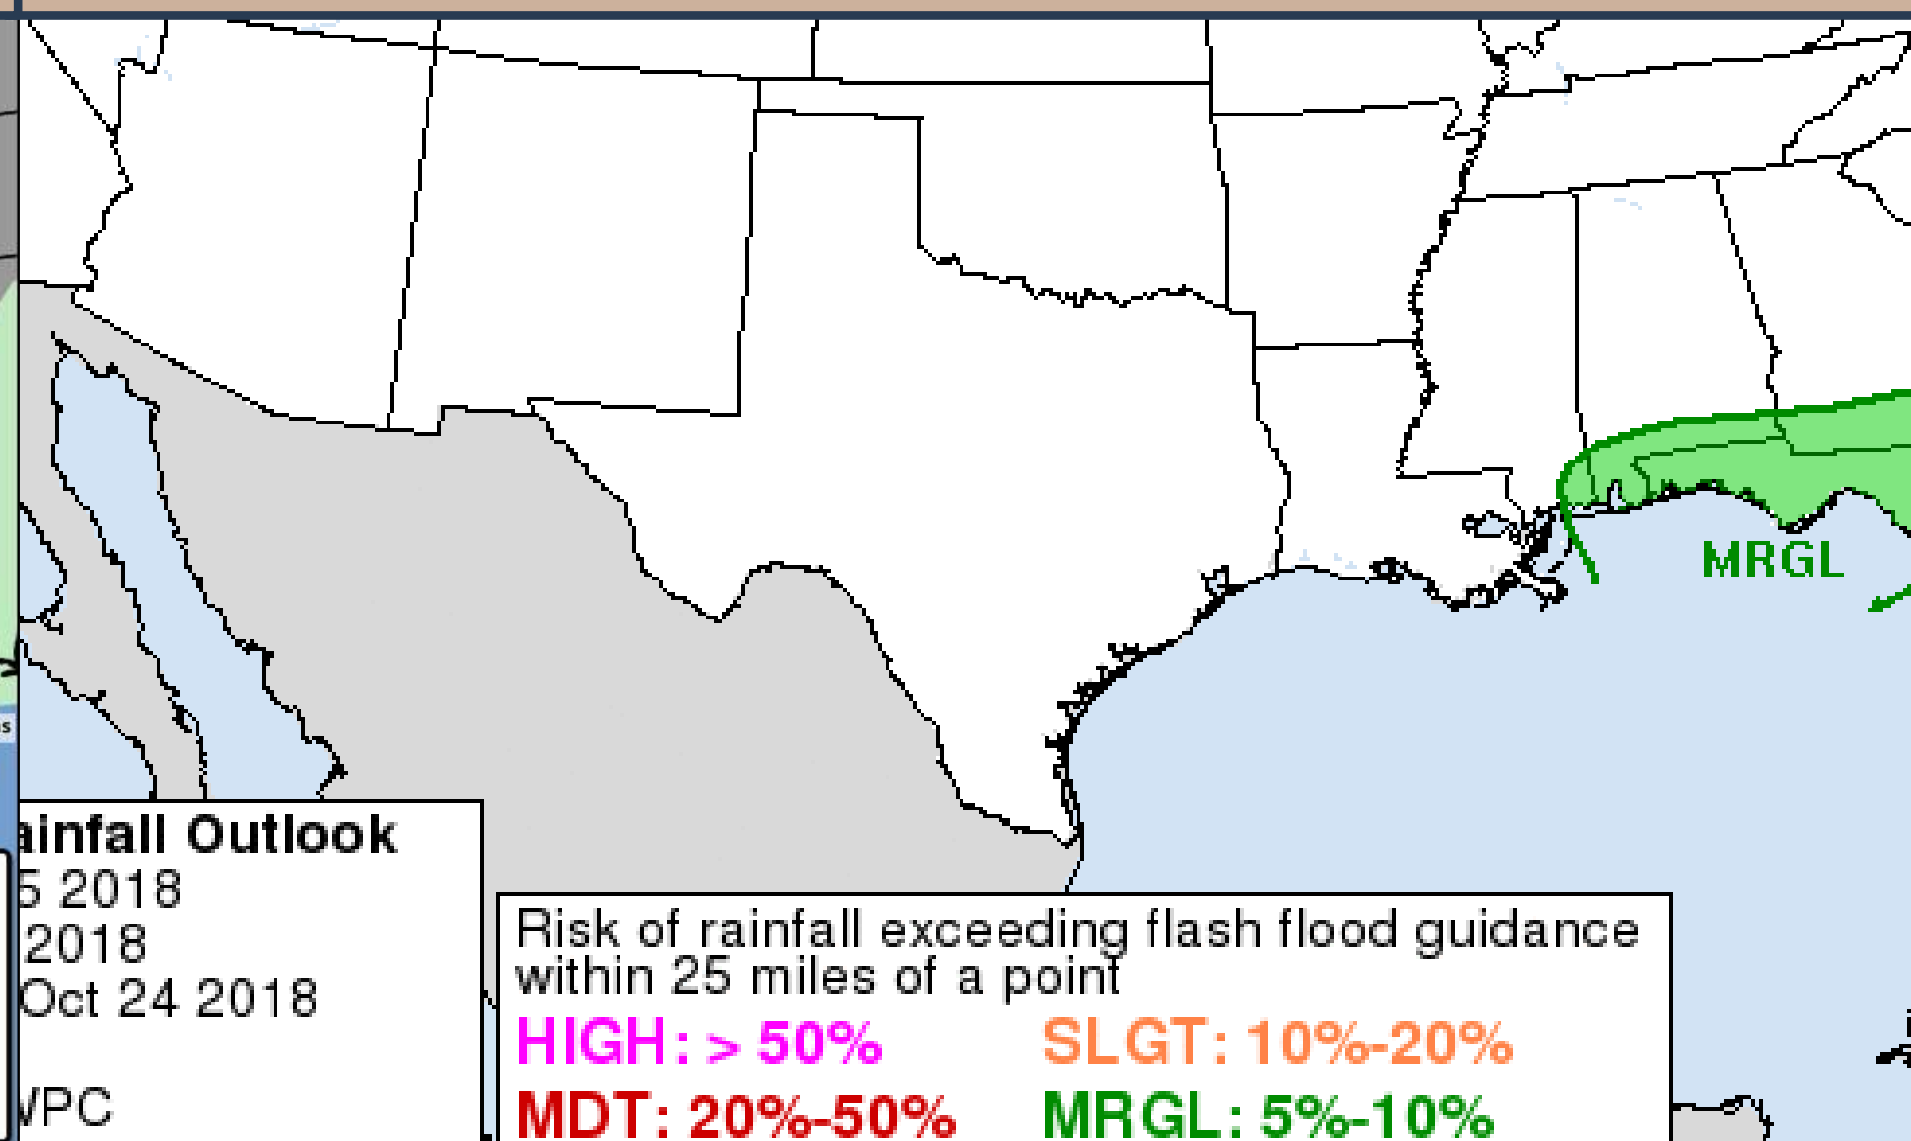 MRGL
ainfall Outlook
5 2018
2018
Oct 24 2018
WPC
Risk of rainfall exceeding flash flood guidance
within 25 miles of a point
HIGH: > 50%
SLGT: 10%-20%
MDT: 20%-50%
MRGL: 5%-10%